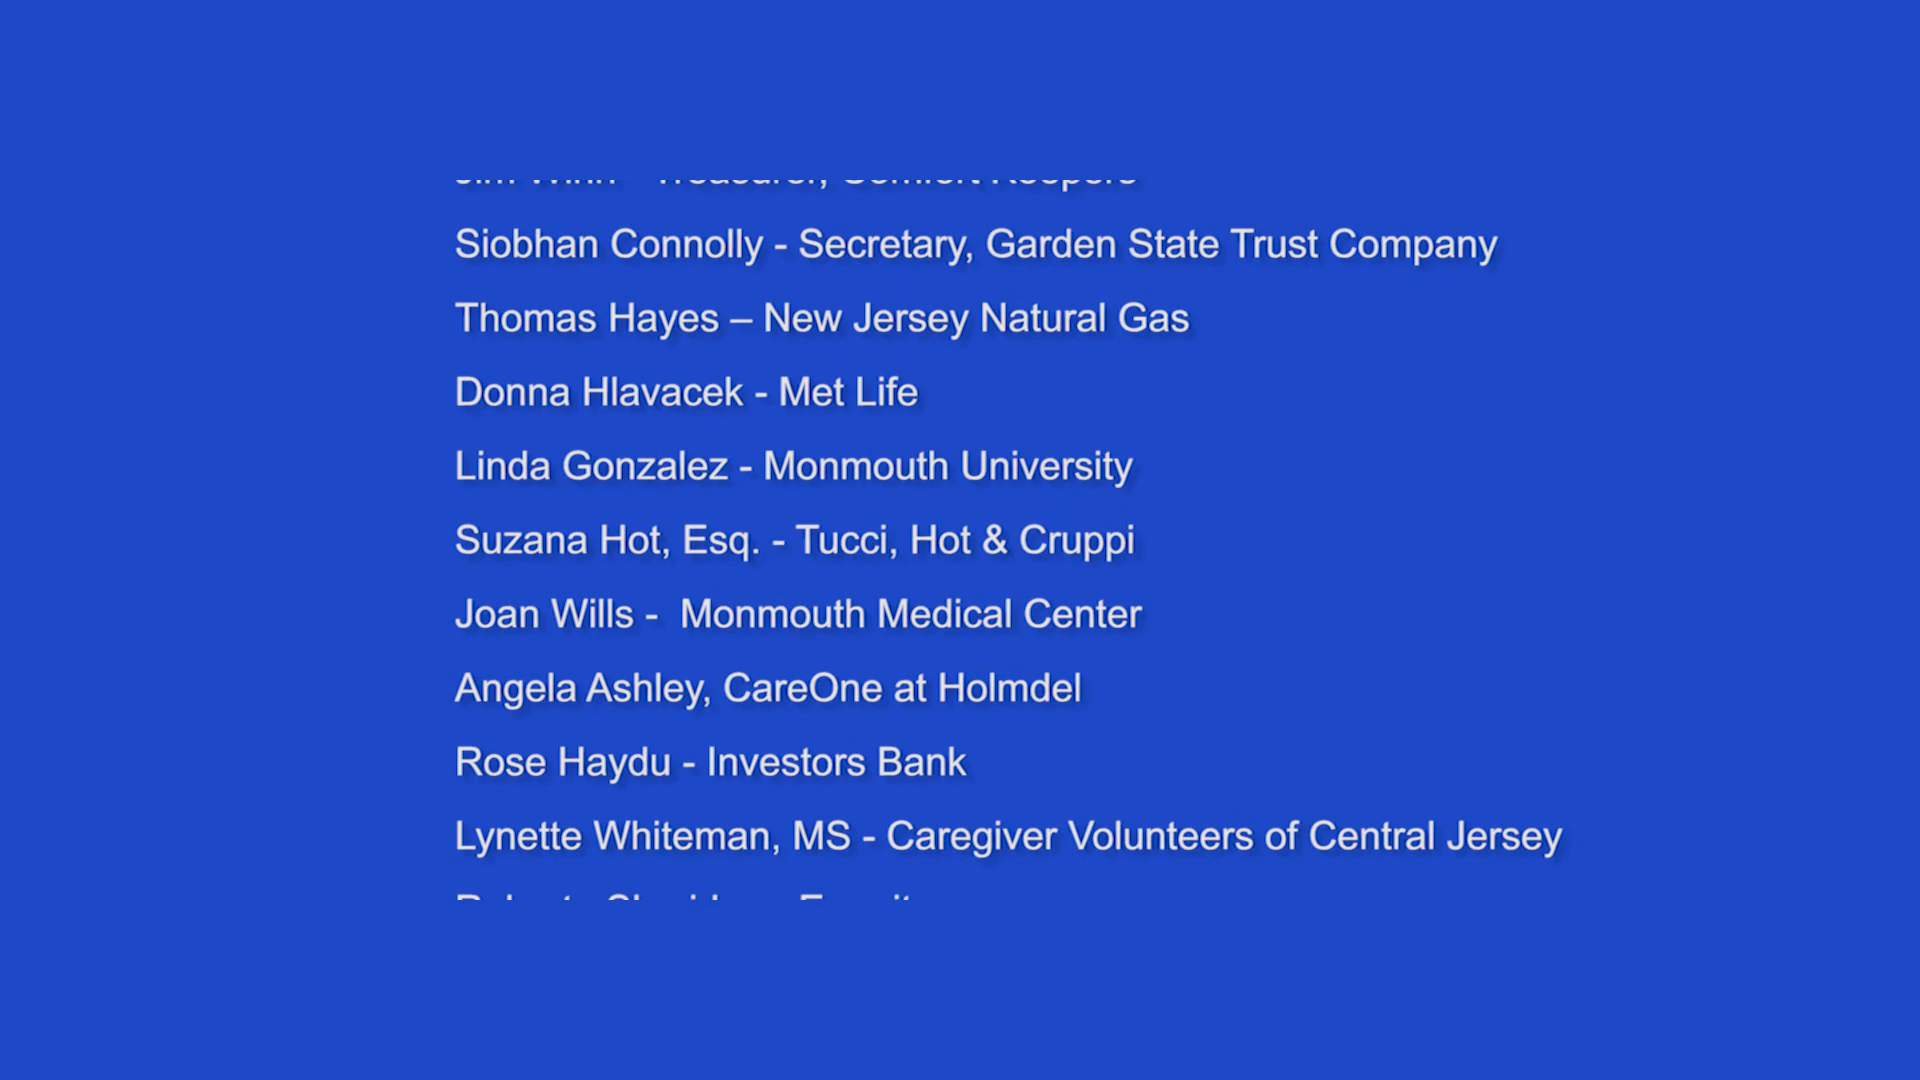 Siobhan Connolly - Secretary, Garden State Trust Company
Thomas Hayes – New Jersey Natural Gas
Donna Hlavacek - Met Life
Linda Gonzalez - Monmouth University
Suzana Hot, Esq. - Tucci, Hot & Cruppi
Joan Wills -  Monmouth Medical Center
Angela Ashley, CareOne at Holmdel
Rose Haydu - Investors Bank
Lynette Whiteman, MS - Caregiver Volunteers of Central Jersey